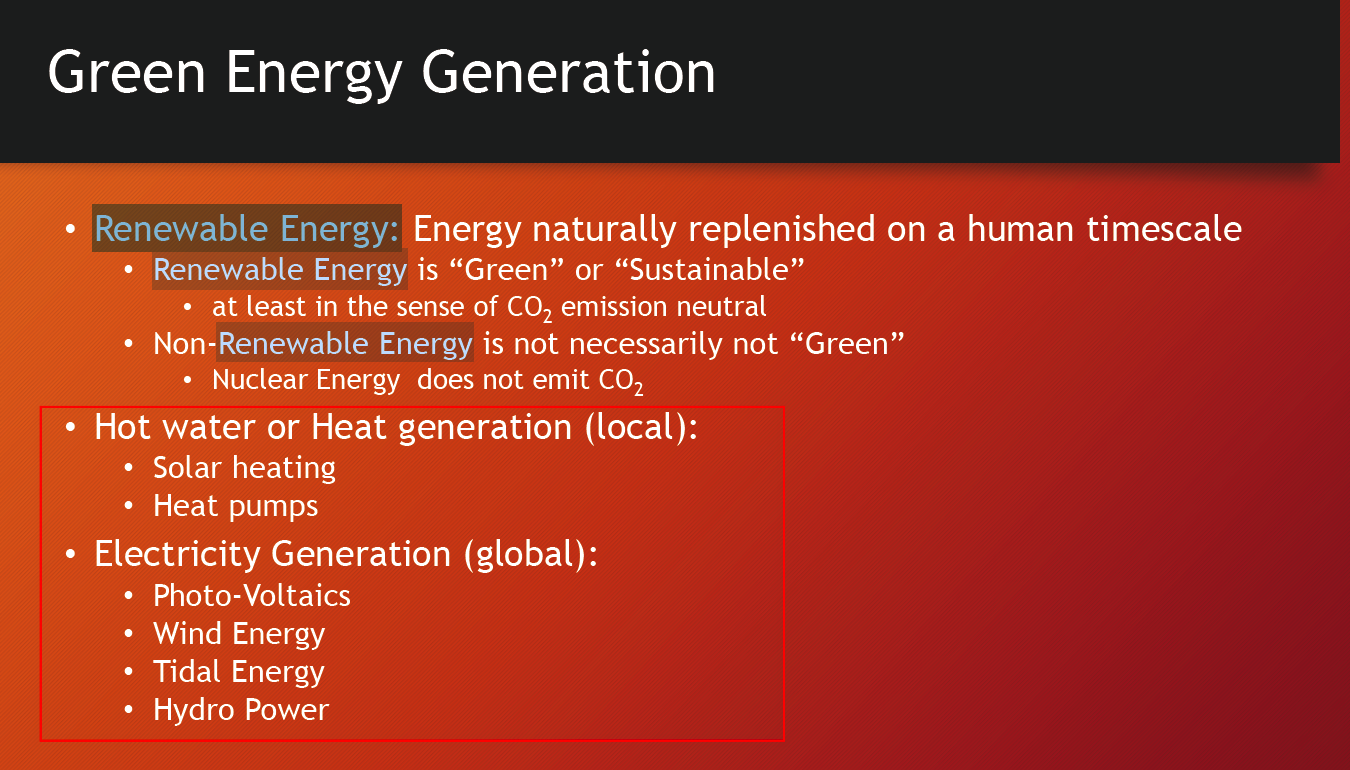 Green Energy Generation
• Renewable Energy: Energy naturally replenished on a human timescale
• Renewable Energy is “Green” or “Sustainable”
• at least in the sense of CO₂ emission neutral
• Non-Renewable Energy is not necessarily not “Green”
• Nuclear Energy does not emit CO₂
• Hot water or Heat generation (local):
• Solar heating
• Heat pumps
• Electricity Generation (global):
• Photo-Voltaics
• Wind Energy
• Tidal Energy
• Hydro Power